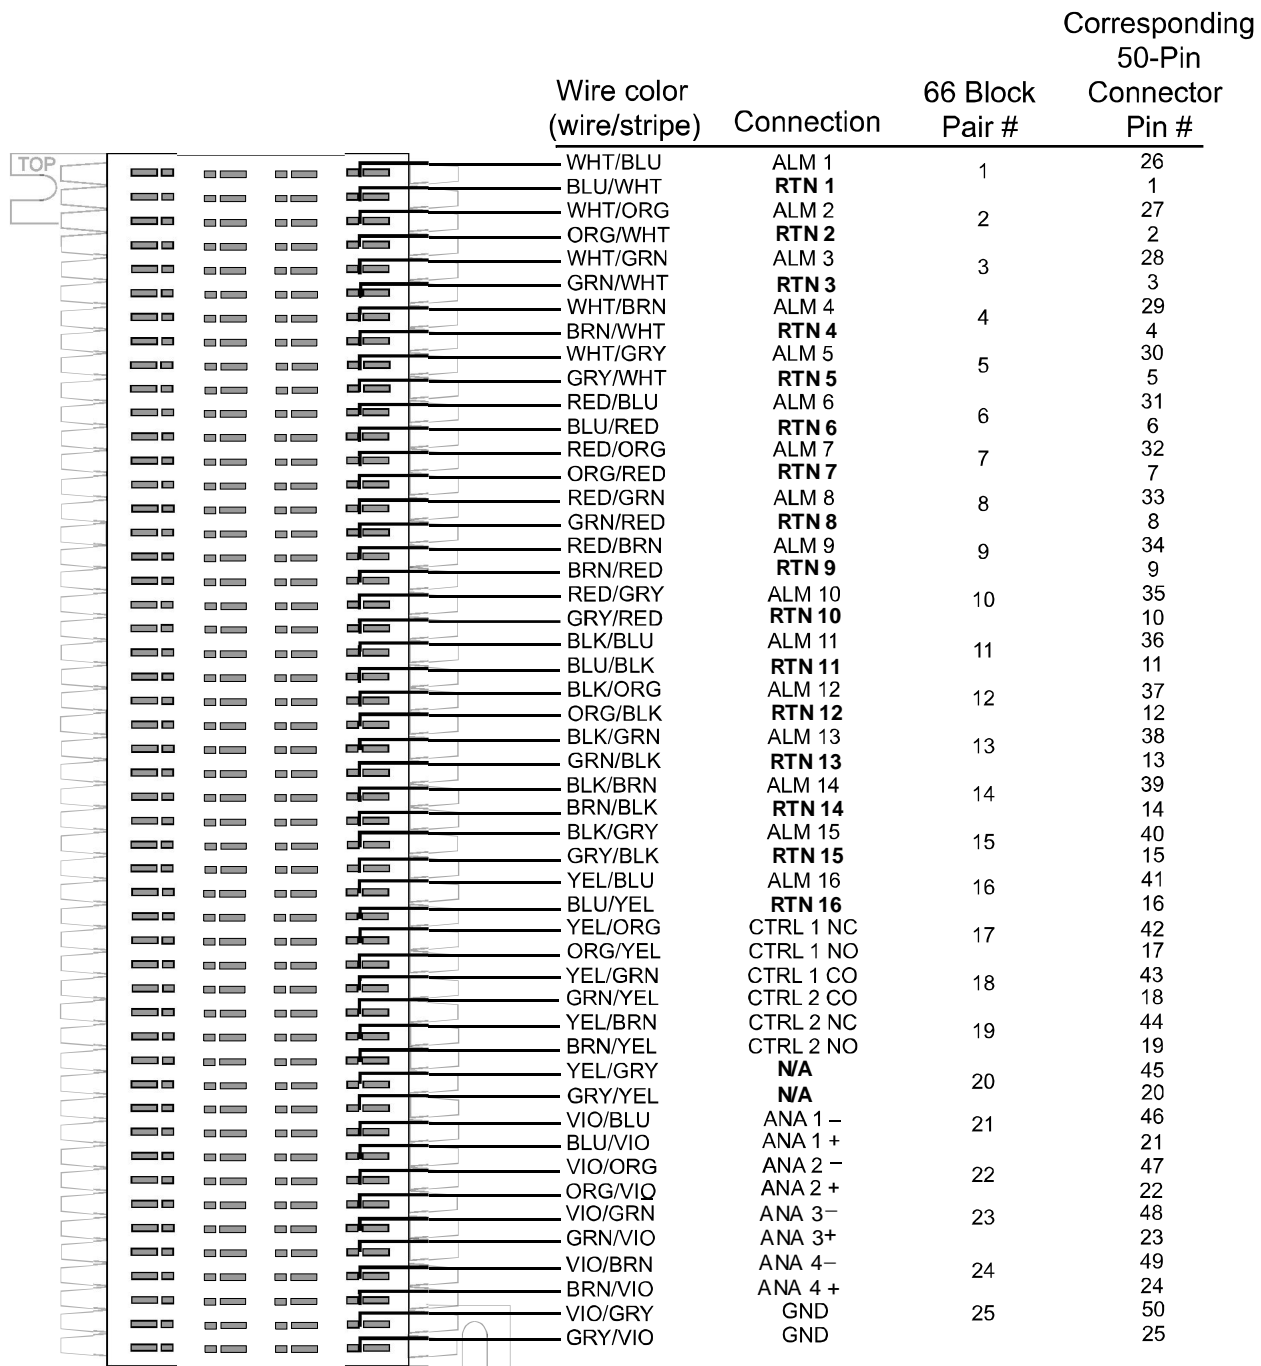 Corresponding
50-Pin
Wire color 66 Block Connector
(wire/stripe) Connection Pair # Pin #
TOP
WHT/BLU ALM 1 1 26
BLU/WHT RTN 1 1
WHT/ORG ALM 2 2 27
ORG/WHT RTN 2 2
WHT/GRN ALM 3 3 28
GRN/WHT RTN 3 3
WHT/BRN ALM 4 4 29
BRN/WHT RTN 4 4
WHT/GRY ALM 5 5 30
GRY/WHT RTN 5 5
RED/BLU ALM 6 6 31
BLU/RED RTN 6 6
RED/ORG ALM 7 7 32
ORG/RED RTN 7 7
RED/GRN ALM 8 8 33
GRN/RED RTN 8 8
RED/BRN ALM 9 9 34
BRN/RED RTN 9 9
RED/GRY ALM 10 10 35
GRY/RED RTN 10 10
BLK/BLU ALM 11 11 36
BLU/BLK RTN 11 11
BLK/ORG ALM 12 12 37
ORG/BLK RTN 12 12
BLK/GRN ALM 13 13 38
GRN/BLK RTN 13 13
BLK/BRN ALM 14 14 39
BRN/BLK RTN 14 14
BLK/GRY ALM 15 15 40
GRY/BLK RTN 15 15
YEL/BLU ALM 16 16 41
BLU/YEL RTN 16 16
YEL/ORG CTRL 1 NC 17 42
ORG/YEL CTRL 1 NO 17
YEL/GRN CTRL 1 CO 18 43
GRN/YEL CTRL 2 CO 18
YEL/BRN CTRL 2 NC 19 44
BRN/YEL CTRL 2 NO 19
YEL/GRY N/A 20 45
GRY/YEL N/A 20
VIO/BLU ANA 1 – 21 46
BLU/VIO ANA 1 + 21
VIO/ORG ANA 2 – 22 47
ORG/VIO ANA 2 + 22
VIO/GRN ANA 3– 23 48
GRN/VIO ANA 3+ 23
VIO/BRN ANA 4– 24 49
BRN/VIO ANA 4 + 24
VIO/GRY GND 25 50
GRY/VIO GND 25